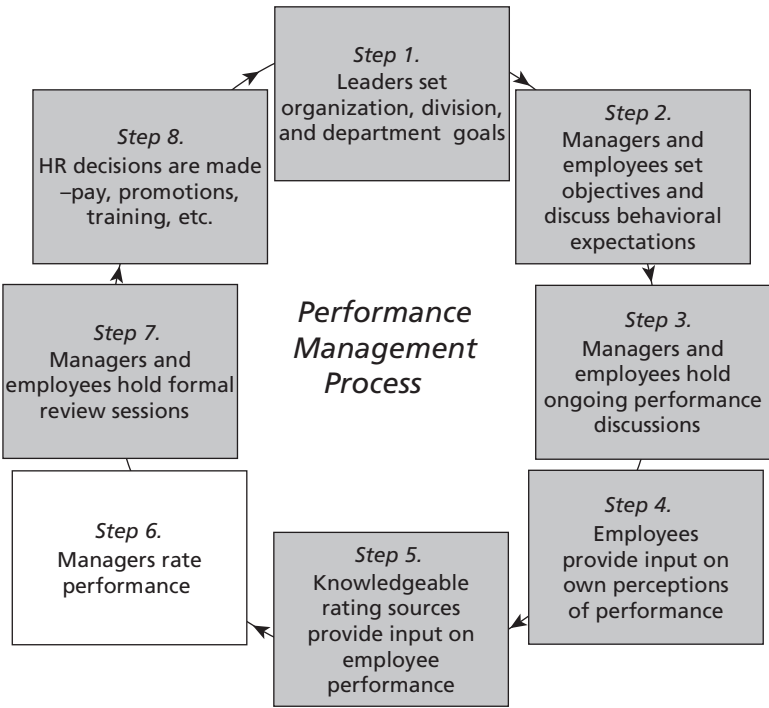 Step 1.
Leaders set
organization, division,
and department goals
Step 2.
Managers and
employees set
objectives and
discuss behavioral
expectations
Step 3.
Managers and
employees hold
ongoing performance
discussions
Step 4.
Employees
provide input on
own perceptions
of performance
Step 5.
Knowledgeable
rating sources
provide input on
employee
performance
Step 6.
Managers rate
performance
Step 7.
Managers and
employees hold formal
review sessions
Step 8.
HR decisions are made
–pay, promotions,
training, etc.
Performance
Management
Process